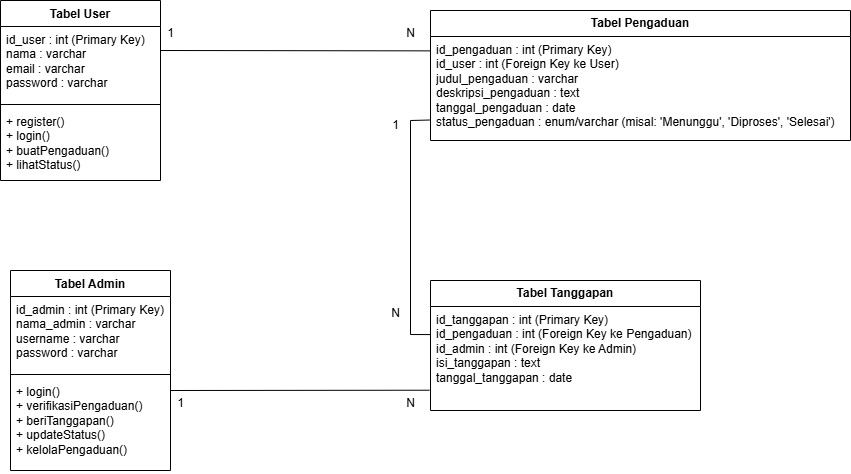 Tabel User
id_user : int (Primary Key)
nama : varchar
email : varchar
password : varchar
+ register()
+ login()
+ buatPengaduan()
+ lihatStatus()
1
N
Tabel Pengaduan
id_pengaduan : int (Primary Key)
id_user : int (Foreign Key ke User)
judul_pengaduan : varchar
deskripsi_pengaduan : text
tanggal_pengaduan : date
status_pengaduan : enum/varchar (misal: 'Menunggu', 'Diproses', 'Selesai')
1
N
Tabel Admin
id_admin : int (Primary Key)
nama_admin : varchar
username : varchar
password : varchar
+ login()
+ verifikasiPengaduan()
+ beriTanggapan()
+ updateStatus()
+ kelolaPengaduan()
1
N
Tabel Tanggapan
id_tanggapan : int (Primary Key)
id_pengaduan : int (Foreign Key ke Pengaduan)
id_admin : int (Foreign Key ke Admin)
isi_tanggapan : text
tanggal_tanggapan : date